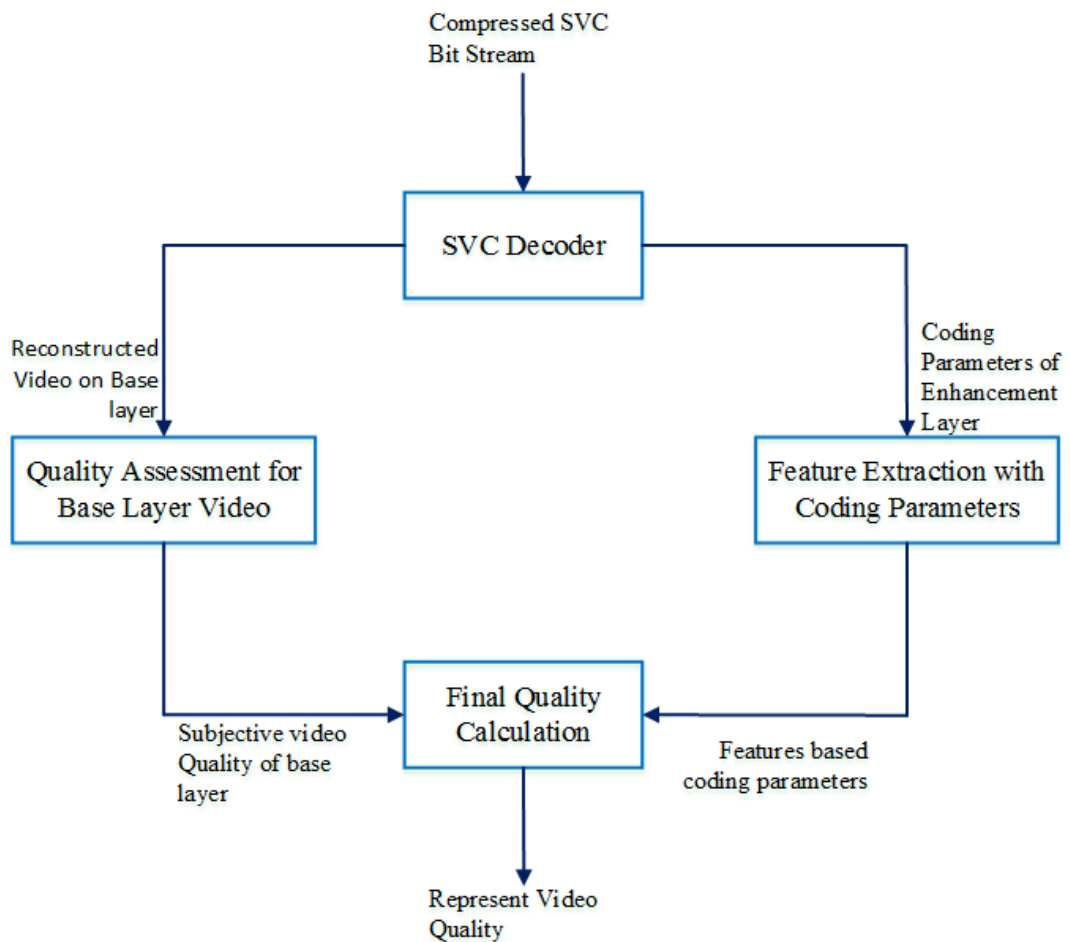 Compressed SVC
Bit Stream
SVC Decoder
Reconstructed
Video on Base
layer
Coding
Parameters of
Enhancement
Layer
Quality Assessment for
Base Layer Video
Feature Extraction with
Coding Parameters
Final Quality
Calculation
Subjective video
Quality of base
layer
Features based
coding parameters
Represent Video
Quality